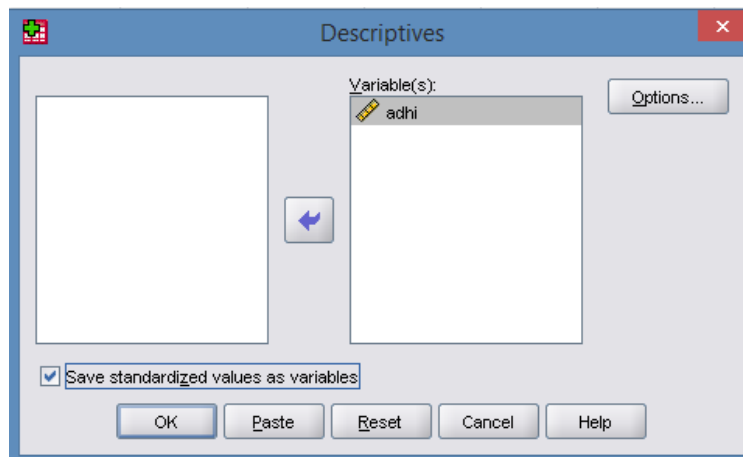 Descriptives
Variable(s):
adhi
Options...
Save standardized values as variables
OK Paste Reset Cancel Help